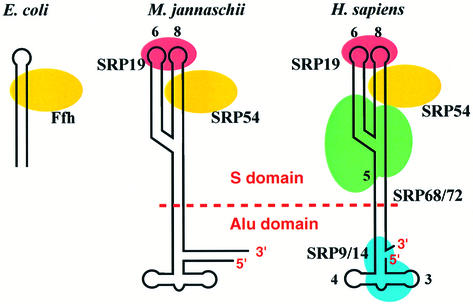 E. coli
M. jannaschii
H. sapiens
6 8
6 8
SRP19
SRP19
Ffh
SRP54
SRP54
5
S domain
SRP68/72
Alu domain
SRP9/14
3'
3'
5'
5'
4
3